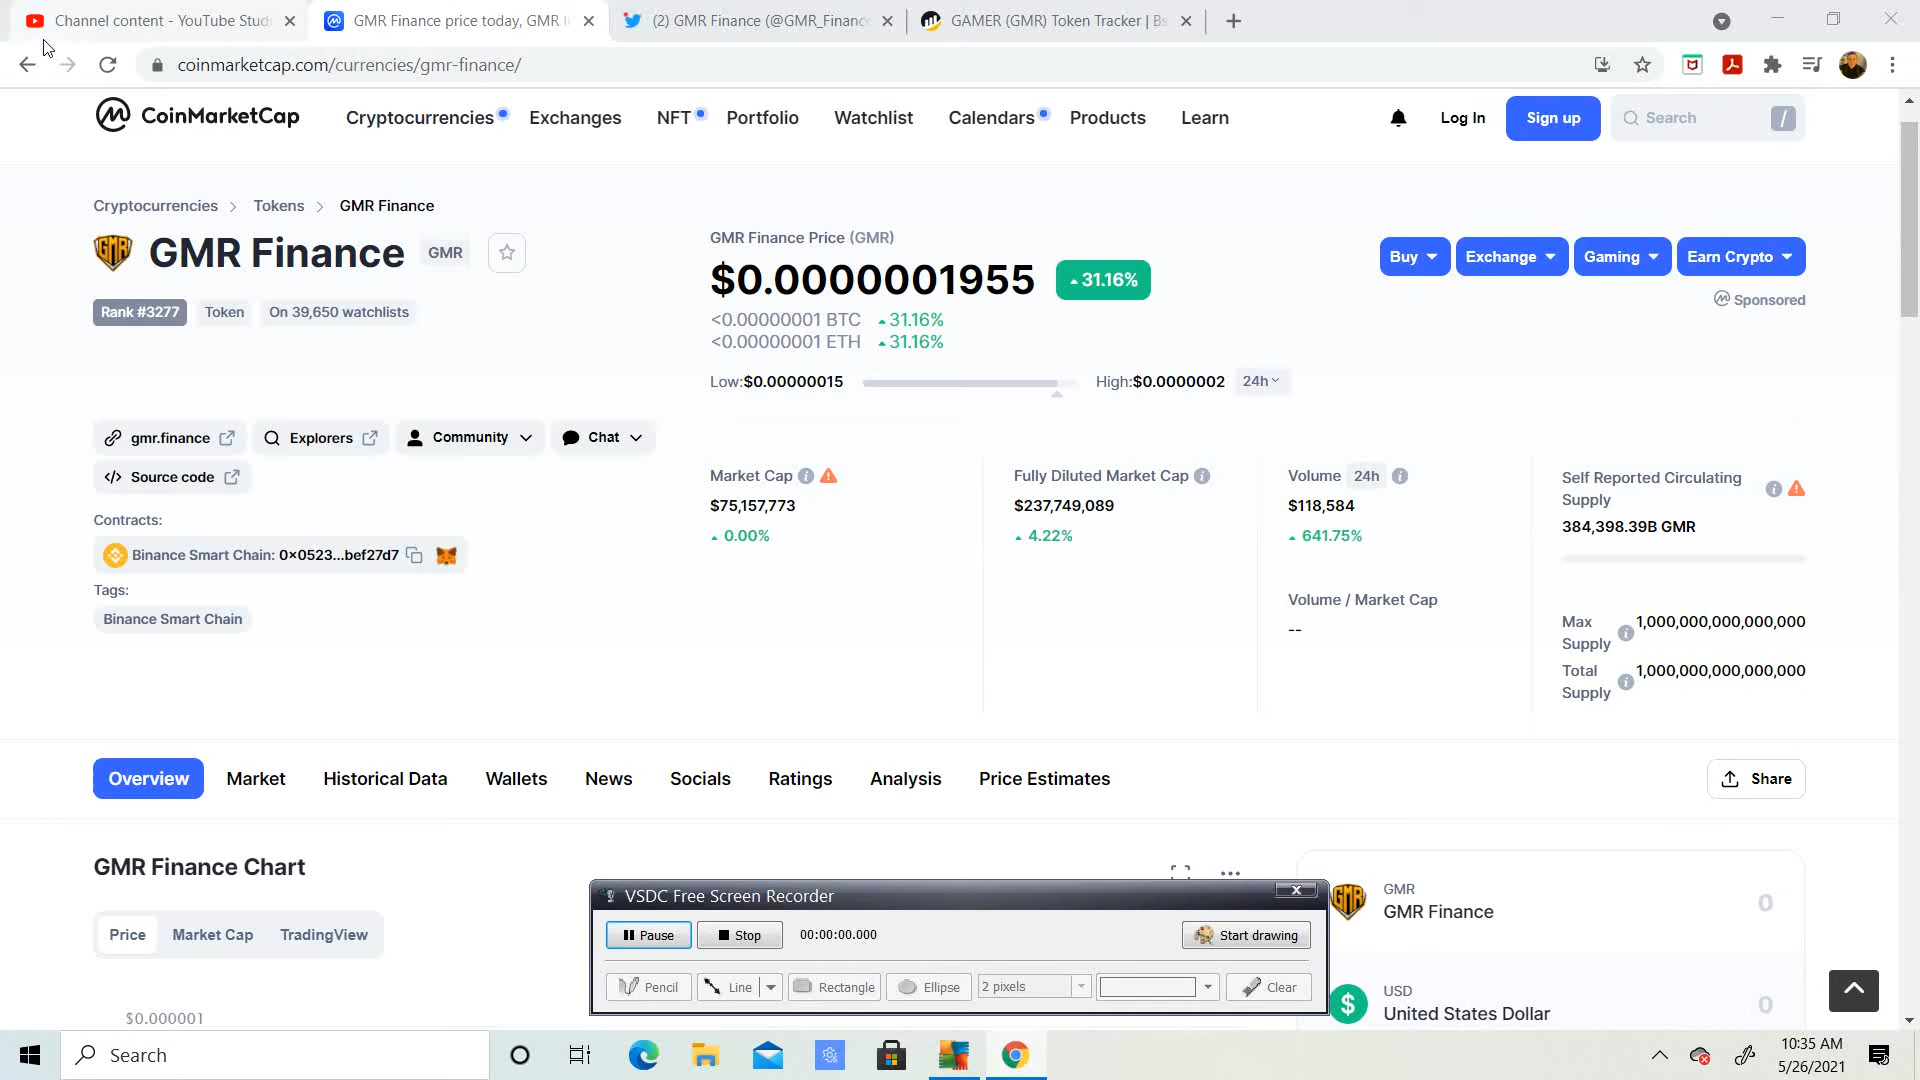 Channel content - YouTube Stud
GMR Finance price today, GMR l
(2) GMR Finance (@GMR_Finance
GAMER (GMR) Token Tracker | Bs
coinmarketcap.com/currencies/gmr-finance/
CoinMarketCap
Cryptocurrencies
Exchanges
NFT
Portfolio
Watchlist
Calendars
Products
Learn
Log In
Sign up
Search
/
Cryptocurrencies > Tokens > GMR Finance
GMR
GMR Finance
GMR
Rank #3277
Token
On 39,650 watchlists
GMR Finance Price (GMR)
$0.0000001955
31.16%
<0.00000001 BTC 31.16%
<0.00000001 ETH 31.16%
Low:$0.00000015
High:$0.0000002
24h
Buy
Exchange
Gaming
Earn Crypto
Sponsored
gmr.finance
Explorers
Community
Chat
Source code
Contracts:
Binance Smart Chain: 0x0523...bef27d7
Tags:
Binance Smart Chain
Market Cap
$75,157,773
0.00%
Fully Diluted Market Cap
$237,749,089
4.22%
Volume 24h
$118,584
641.75%
Volume / Market Cap
--
Self Reported Circulating
Supply
384,398.39B GMR
Max
Supply
1,000,000,000,000,000
Total
Supply
1,000,000,000,000,000
Overview
Market
Historical Data
Wallets
News
Socials
Ratings
Analysis
Price Estimates
Share
GMR Finance Chart
Price
Market Cap
TradingView
$0.000001
VSDC Free Screen Recorder
Pause
Stop
00:00:00.000
Start drawing
Pencil
Line
Rectangle
Ellipse
2 pixels
Clear
GMR
GMR
GMR Finance
0
$
USD
United States Dollar
0
Search
10:35 AM
5/26/2021